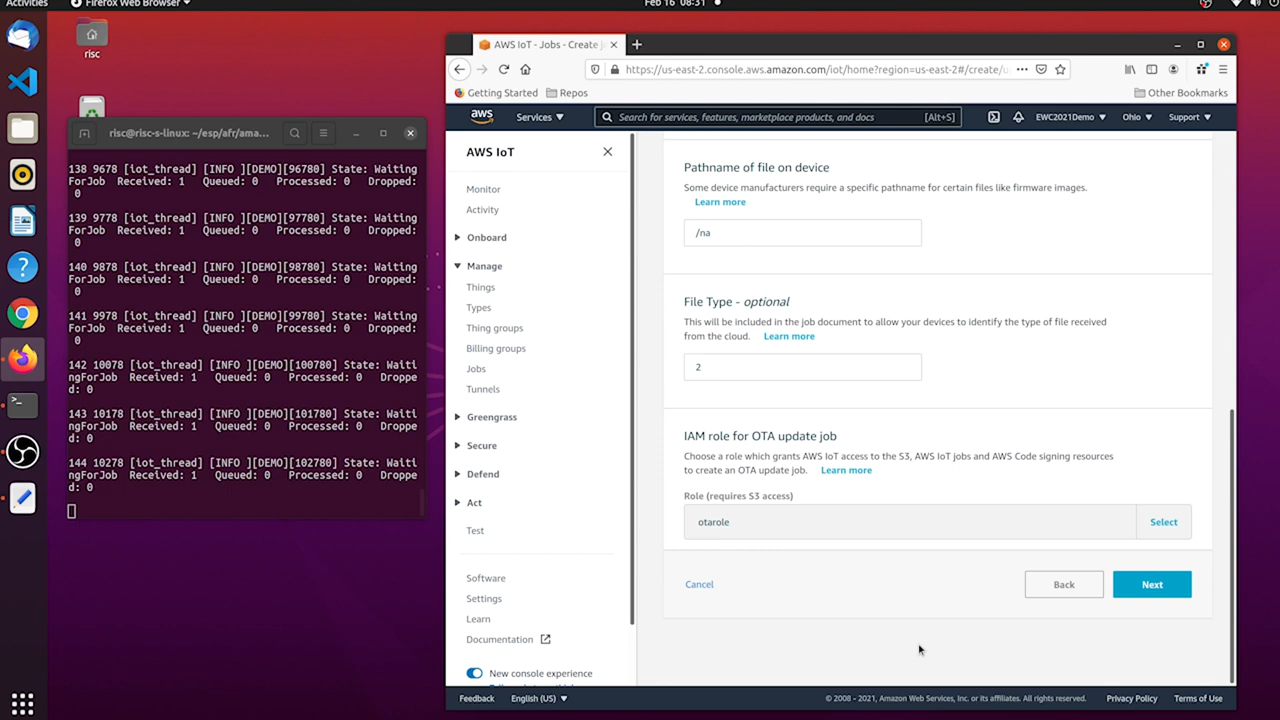 Activities
Firefox Web Browser
Feb 16 08:31
risc
risc@risc-s-linux: ~/esp/afr/ama...
138 9678 [iot_thread] [INFO ][DEMO][96780] State: Waiting
ForJob  Received: 1   Queued: 0   Processed: 0   Dropped:
0
139 9778 [iot_thread] [INFO ][DEMO][97780] State: Waiting
ForJob  Received: 1   Queued: 0   Processed: 0   Dropped:
0
140 9878 [iot_thread] [INFO ][DEMO][98780] State: Waiting
ForJob  Received: 1   Queued: 0   Processed: 0   Dropped:
0
141 9978 [iot_thread] [INFO ][DEMO][99780] State: Waiting
ForJob  Received: 1   Queued: 0   Processed: 0   Dropped:
0
142 10078 [iot_thread] [INFO ][DEMO][100780] State: Waiti
ngForJob  Received: 1   Queued: 0   Processed: 0   Droppe
d: 0
143 10178 [iot_thread] [INFO ][DEMO][101780] State: Waiti
ngForJob  Received: 1   Queued: 0   Processed: 0   Droppe
d: 0
144 10278 [iot_thread] [INFO ][DEMO][102780] State: Waiti
ngForJob  Received: 1   Queued: 0   Processed: 0   Droppe
d: 0
AWS IoT - Jobs - Create
https://us-east-2.console.aws.amazon.com/iot/home?region=us-east-2#/create/u
Getting Started
Repos
Other Bookmarks
aws
Services
Search for services, features, marketplace products, and docs
[Alt+S]
EWC2021Demo
Ohio
Support
AWS IoT
Monitor
Activity
Onboard
Manage
Things
Types
Thing groups
Billing groups
Jobs
Tunnels
Greengrass
Secure
Defend
Act
Test
Software
Settings
Learn
Documentation
New console experience
Pathname of file on device
Some device manufacturers require a specific pathname for certain files like firmware images.
Learn more
/na
File Type - optional
This will be included in the job document to allow your devices to identify the type of file received
from the cloud. Learn more
2
IAM role for OTA update job
Choose a role which grants AWS IoT access to the S3, AWS IoT jobs and AWS Code signing resources
to create an OTA update job. Learn more
Role (requires S3 access)
otarole
Select
Cancel
Back
Next
Feedback
English (US)
© 2008 - 2021, Amazon Web Services, Inc. or its affiliates. All rights reserved.
Privacy Policy
Terms of Use